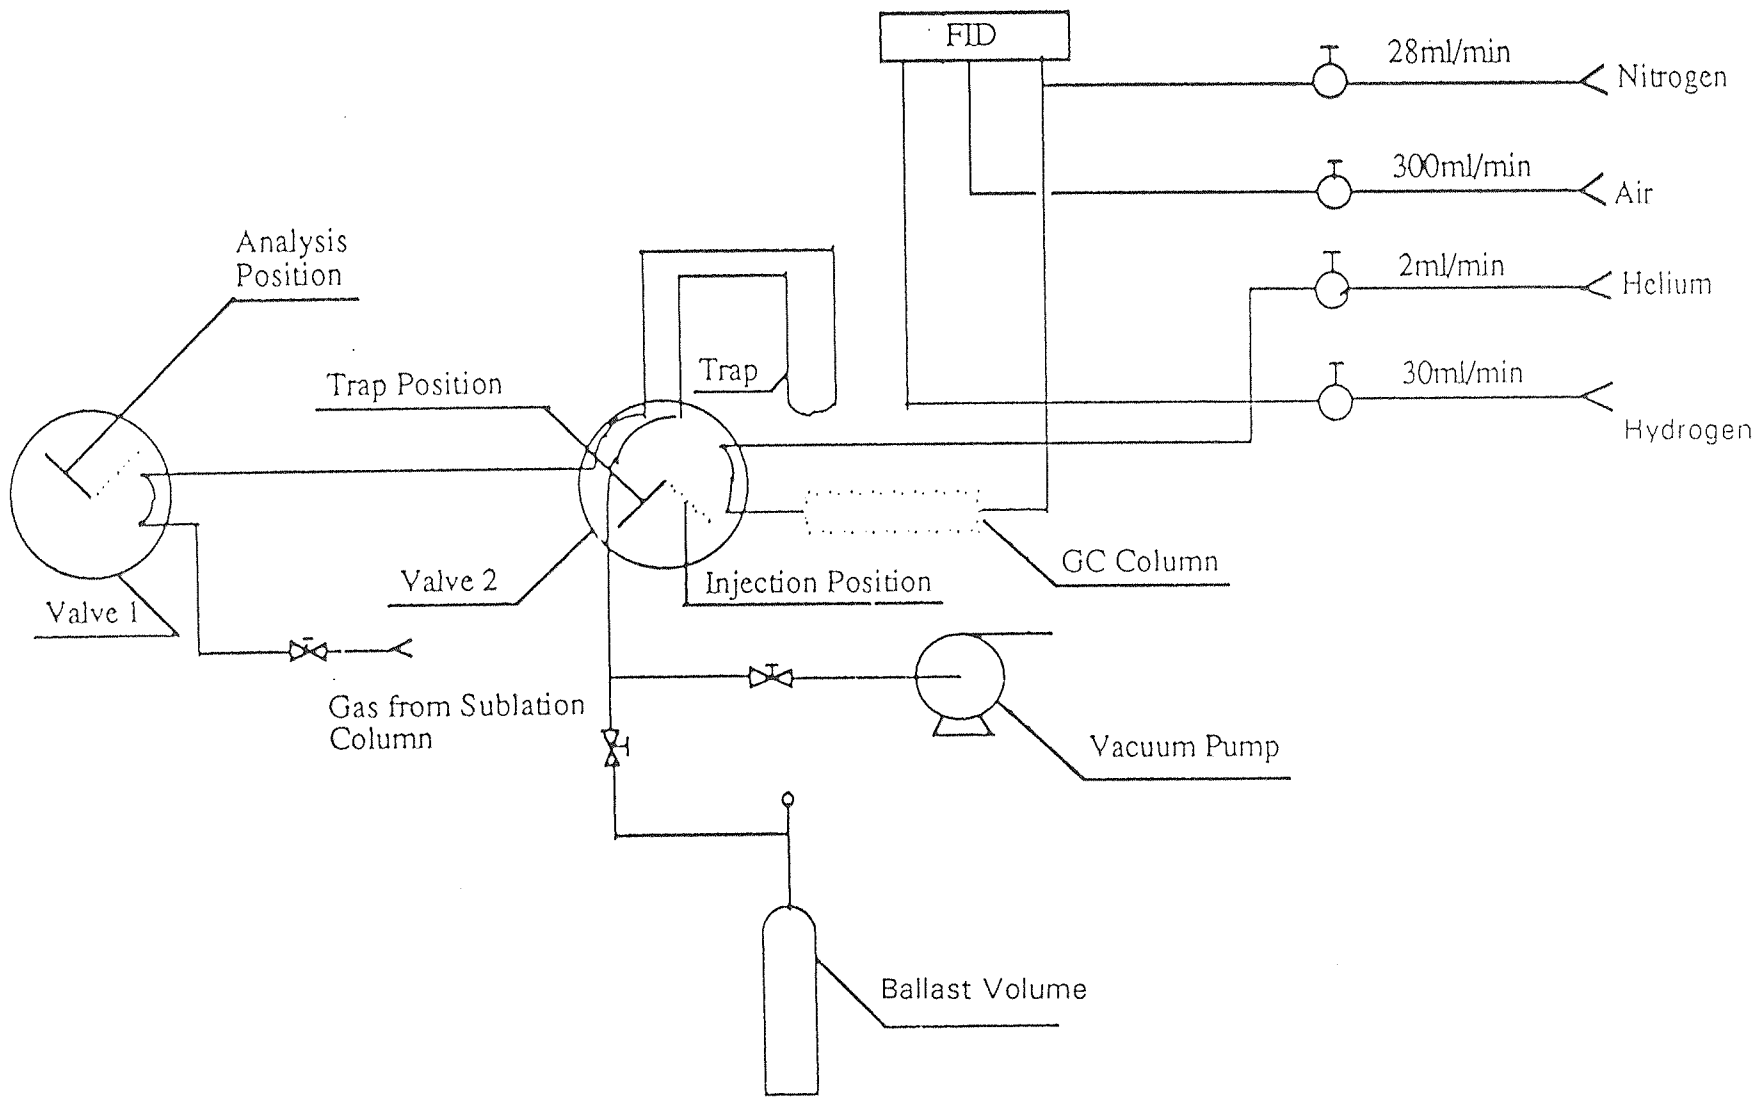 FID
28ml/min
Nitrogen
300ml/min
Air
Analysis
Position
2ml/min
Helium
Trap Position
Trap
30ml/min
Hydrogen
Valve 1
Valve 2
Injection Position
GC Column
Gas from Sublation
Column
Vacuum Pump
Ballast Volume